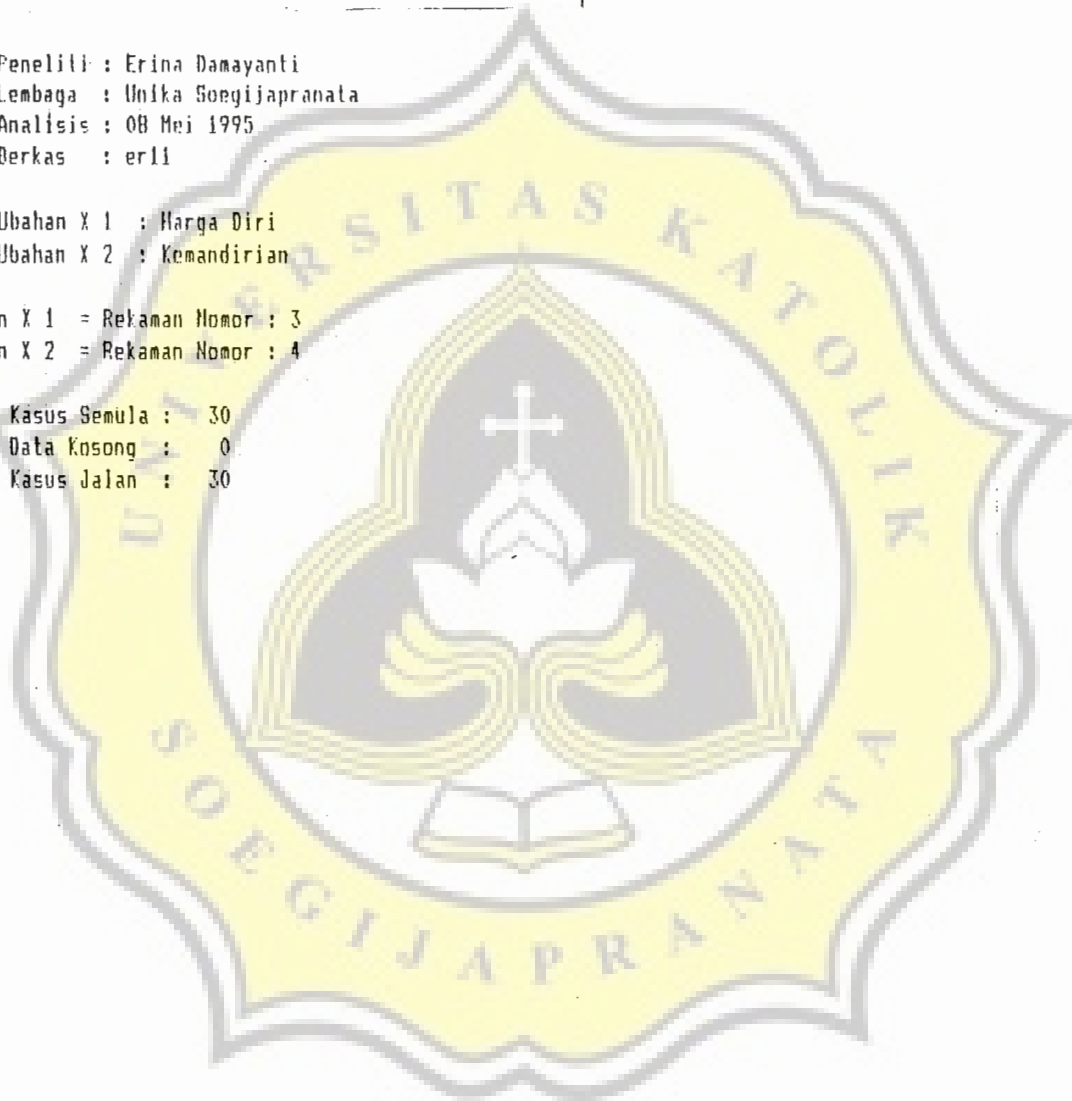 Peneliti : Erina Damayanti
Lembaga : Unika Soegijapranata
Analisis : 08 Mei 1995
Berkas : erli
Ubahan X 1 : Harga Diri
Ubahan X 2 : Kemandirian
n X 1 = Rekaman Nomor : 3
n X 2 = Rekaman Nomor : 4
Kasus Semula : 30
Data Kosong : 0
Kasus Jalan : 30
UNIVERSITAS KATOLIK
SOEGIJAPRANATA